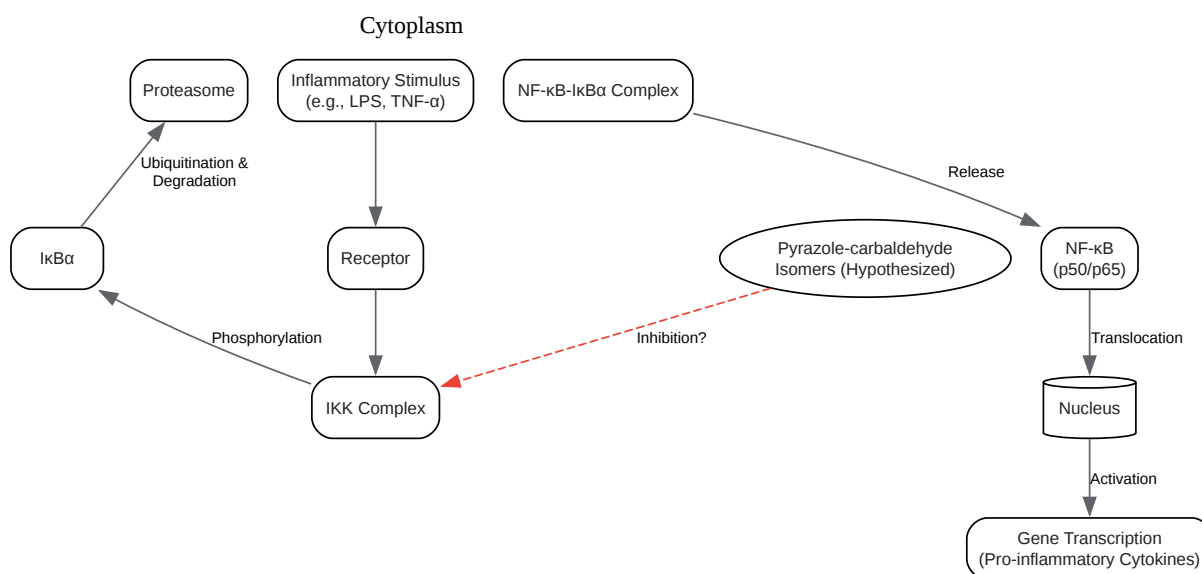 Cytoplasm
Proteasome
Inflammatory Stimulus
(e.g., LPS, TNF-α)
NF-κB-IκBα Complex
Ubiquitination &
Degradation
Release
IκBα
Receptor
Pyrazole-carbaldehyde
Isomers (Hypothesized)
NF-κB
(p50/p65)
Phosphorylation
Inhibition?
Translocation
IKK Complex
Nucleus
Activation
Gene Transcription
(Pro-inflammatory Cytokines)